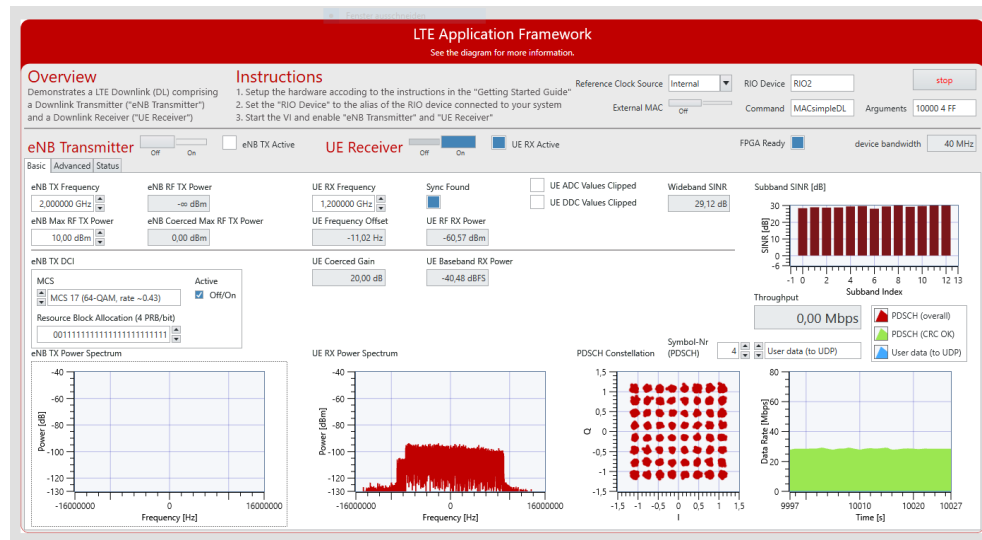 Fenster ausschneiden
LTE Application Framework
See the diagram for more information.
Overview
Demonstrates a LTE Downlink (DL) comprising
a Downlink Transmitter ("eNB Transmitter")
and a Downlink Receiver ("UE Receiver")
Instructions
1. Setup the hardware accoding to the instructions in the "Getting Started Guide"
2. Set the "RIO Device" to the alias of the RIO device connected to your system
3. Start the VI and enable "eNB Transmitter" and "UE Receiver"
Reference Clock Source Internal
External MAC Off
RIO Device RIO2
Command MACsimpleDL Arguments 10000 4 FF
stop
eNB Transmitter Off On eNB TX Active
UE Receiver Off On UE RX Active
FPGA Ready device bandwidth 40 MHz
Basic Advanced Status
eNB TX Frequency eNB RF TX Power
2,000000 GHz -∞ dBm
eNB Max RF TX Power eNB Coerced Max RF TX Power
10,00 dBm 0,00 dBm
UE RX Frequency Sync Found
1,200000 GHz
UE Frequency Offset UE RF RX Power
-11,02 Hz -60,57 dBm
UE ADC Values Clipped
UE DDC Values Clipped
Wideband SINR
29,12 dB
Subband SINR [dB]
SINR [dB]
30
20
10
0
-6
-1 0 2 4 6 8 10 12 13
Subband Index
eNB TX DCI
MCS Active
MCS 17 (64-QAM, rate ~0.43) Off/On
Resource Block Allocation (4 PRB/bit)
0011111111111111111111111
UE Coerced Gain UE Baseband RX Power
20,00 dB -40,48 dBFS
Throughput
0,00 Mbps
PDSCH (overall)
PDSCH (CRC OK)
User data (to UDP)
eNB TX Power Spectrum
Power [dB]
-40
-60
-80
-100
-120
-130
-16000000 0 16000000
Frequency [Hz]
UE RX Power Spectrum
Power [dBm]
-40
-60
-80
-100
-120
-130
-16000000 0 16000000
Frequency [Hz]
PDSCH Constellation
Symbol-Nr
(PDSCH) 4 User data (to UDP)
Q
1,5
1
0,5
0
-0,5
-1
-1,5
-1,5 -1 -0,5 0 0,5 1 1,5
I
Data Rate [Mbps]
80
60
40
20
0
9997 10010 10020 10027
Time [s]